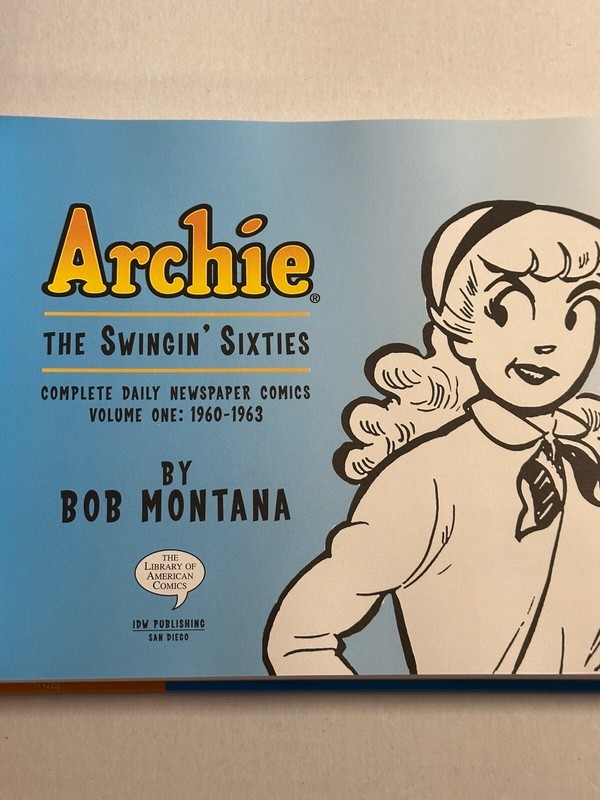 Archie®
THE SWINGIN' SIXTIES
COMPLETE DAILY NEWSPAPER COMICS
VOLUME ONE: 1960-1963
BY
BOB MONTANA
THE
LIBRARY OF
AMERICAN
COMICS
IDW PUBLISHING
SAN DIEGO